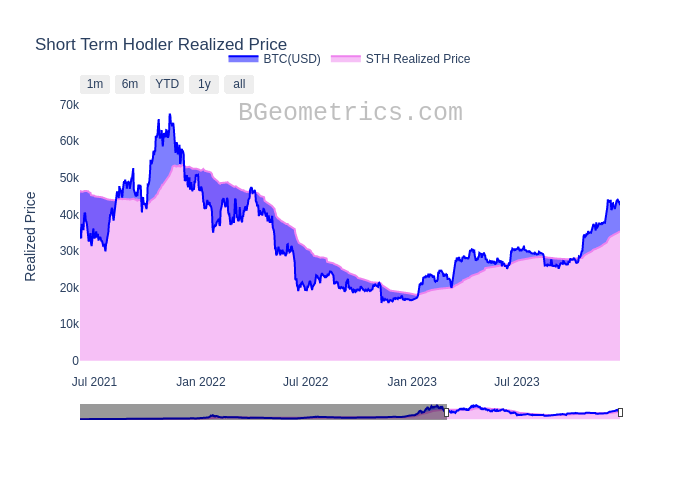 Short Term Hodler Realized Price
BTC(USD) STH Realized Price
1m 6m YTD 1y all
BGeometrics.com
70k
60k
50k
40k
30k
20k
10k
0
Realized Price
Jul 2021 Jan 2022 Jul 2022 Jan 2023 Jul 2023